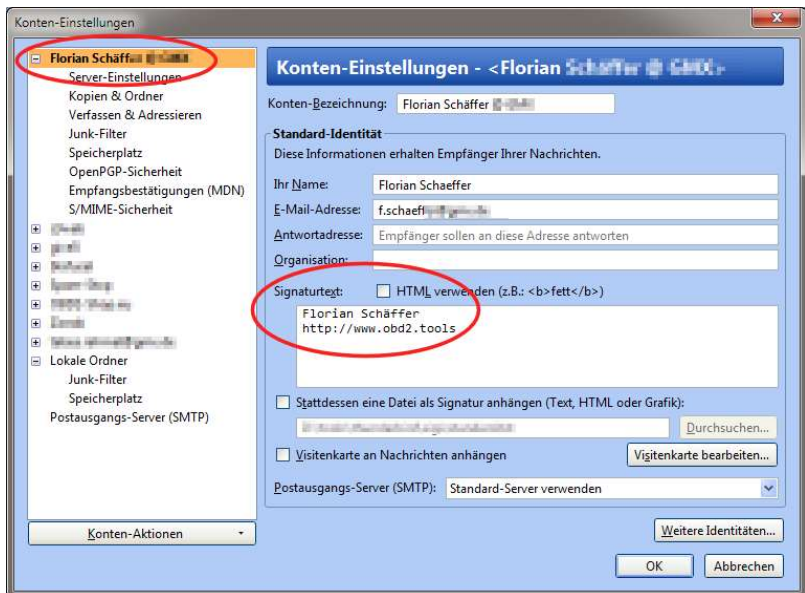 Konten-Einstellungen
Florian Schäffer
Server-Einstellungen
Kopien & Ordner
Verfassen & Adressieren
Junk-Filter
Speicherplatz
OpenPGP-Sicherheit
Empfangsbestätigungen (MDN)
S/MIME-Sicherheit
Lokale Ordner
Junk-Filter
Speicherplatz
Postausgangs-Server (SMTP)
Konten-Aktionen
Konten-Einstellungen - <Florian
Konten-Bezeichnung: Florian Schäffer
Standard-Identität
Diese Informationen erhalten Empfänger Ihrer Nachrichten.
Ihr Name: Florian Schaeffer
E-Mail-Adresse: f.schaeff
Antwortadresse: Empfänger sollen an diese Adresse antworten
Organisation:
Signaturtext: HTML verwenden (z.B.: <b>fett</b>)
Florian Schäffer
http://www.obd2.tools
Stattdessen eine Datei als Signatur anhängen (Text, HTML oder Grafik):
Durchsuchen...
Visitenkarte an Nachrichten anhängen Visitenkarte bearbeiten...
Postausgangs-Server (SMTP): Standard-Server verwenden
Weitere Identitäten...
OK Abbrechen